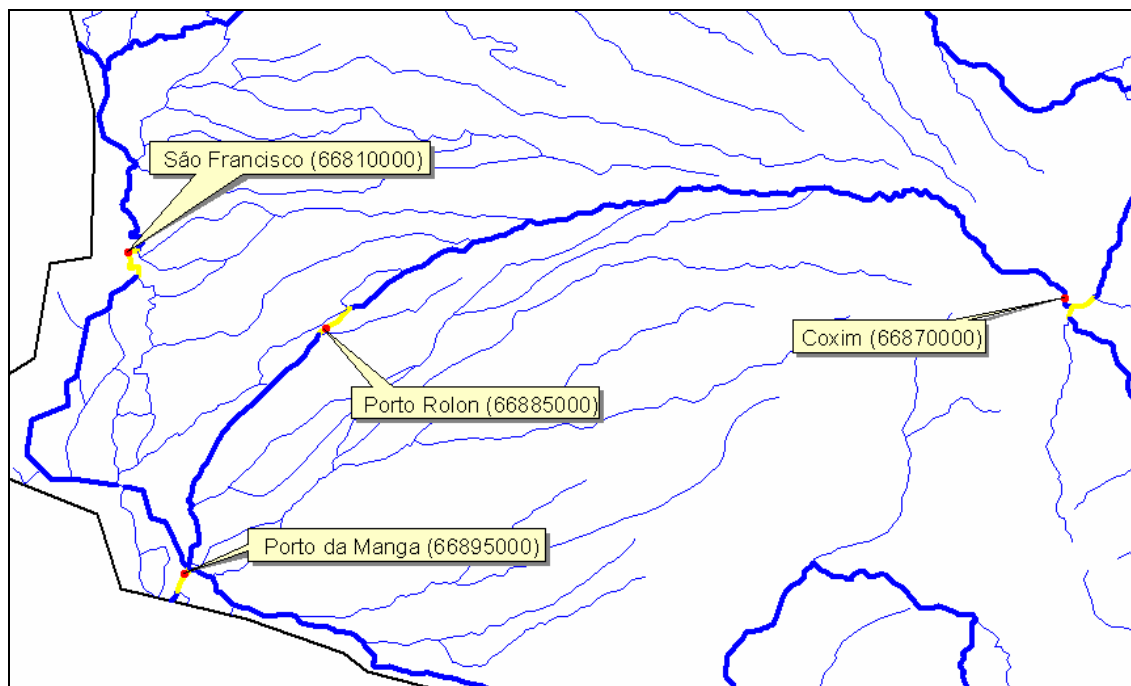 São Francisco (66810000)
Coxim (66870000)
Porto Rolon (66885000)
Porto da Manga (66895000)